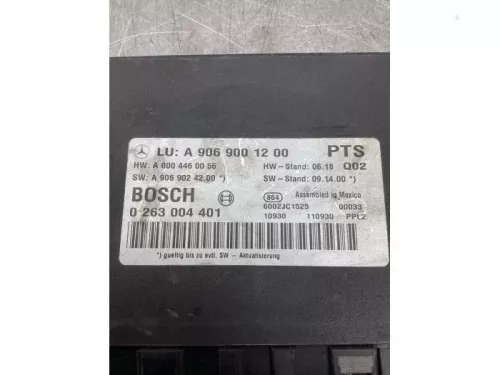 LU: A 906 900 12 00 PTS
HW: A 000 446 00 56 HW-Stand: 06.16 Q02
SW: A 906 902 42 00 *) SW-Stand: 09.14.00 *)
BOSCH 864 Assembled in Mexico
0 263 004 401 6002JC1525 00033
10930 110930 PPL2
*) gueltig bis zu evtl. SW - Aktualisierung